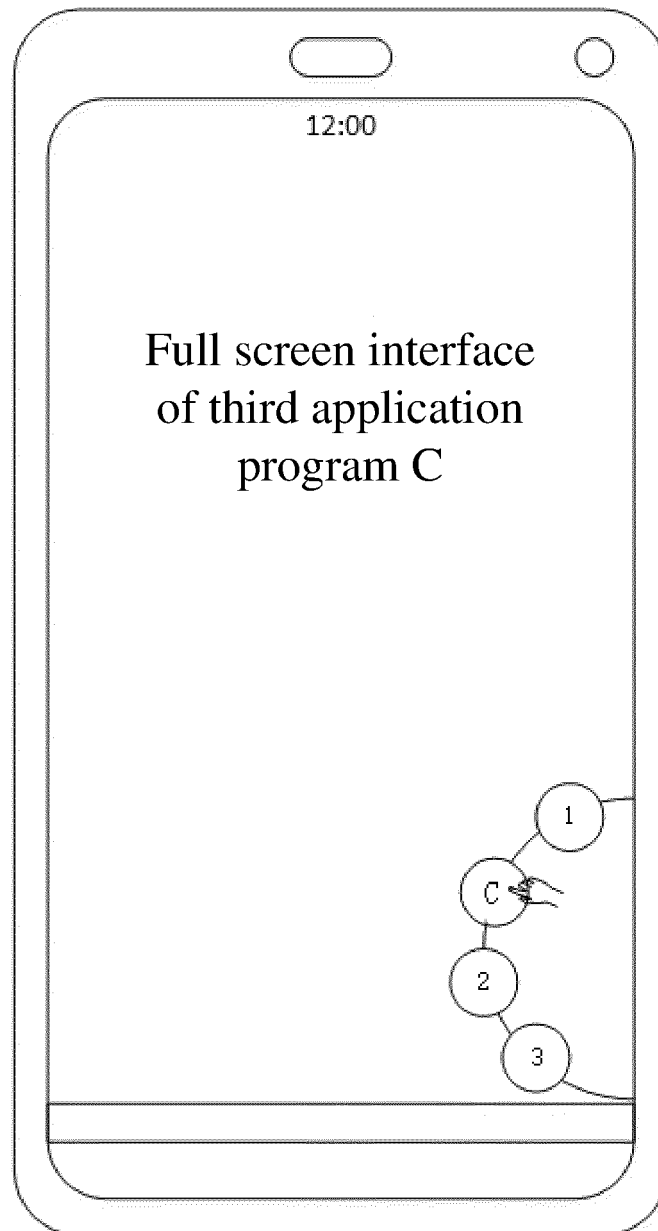 12:00
Full screen interface
of third application
program C
1
C
2
3